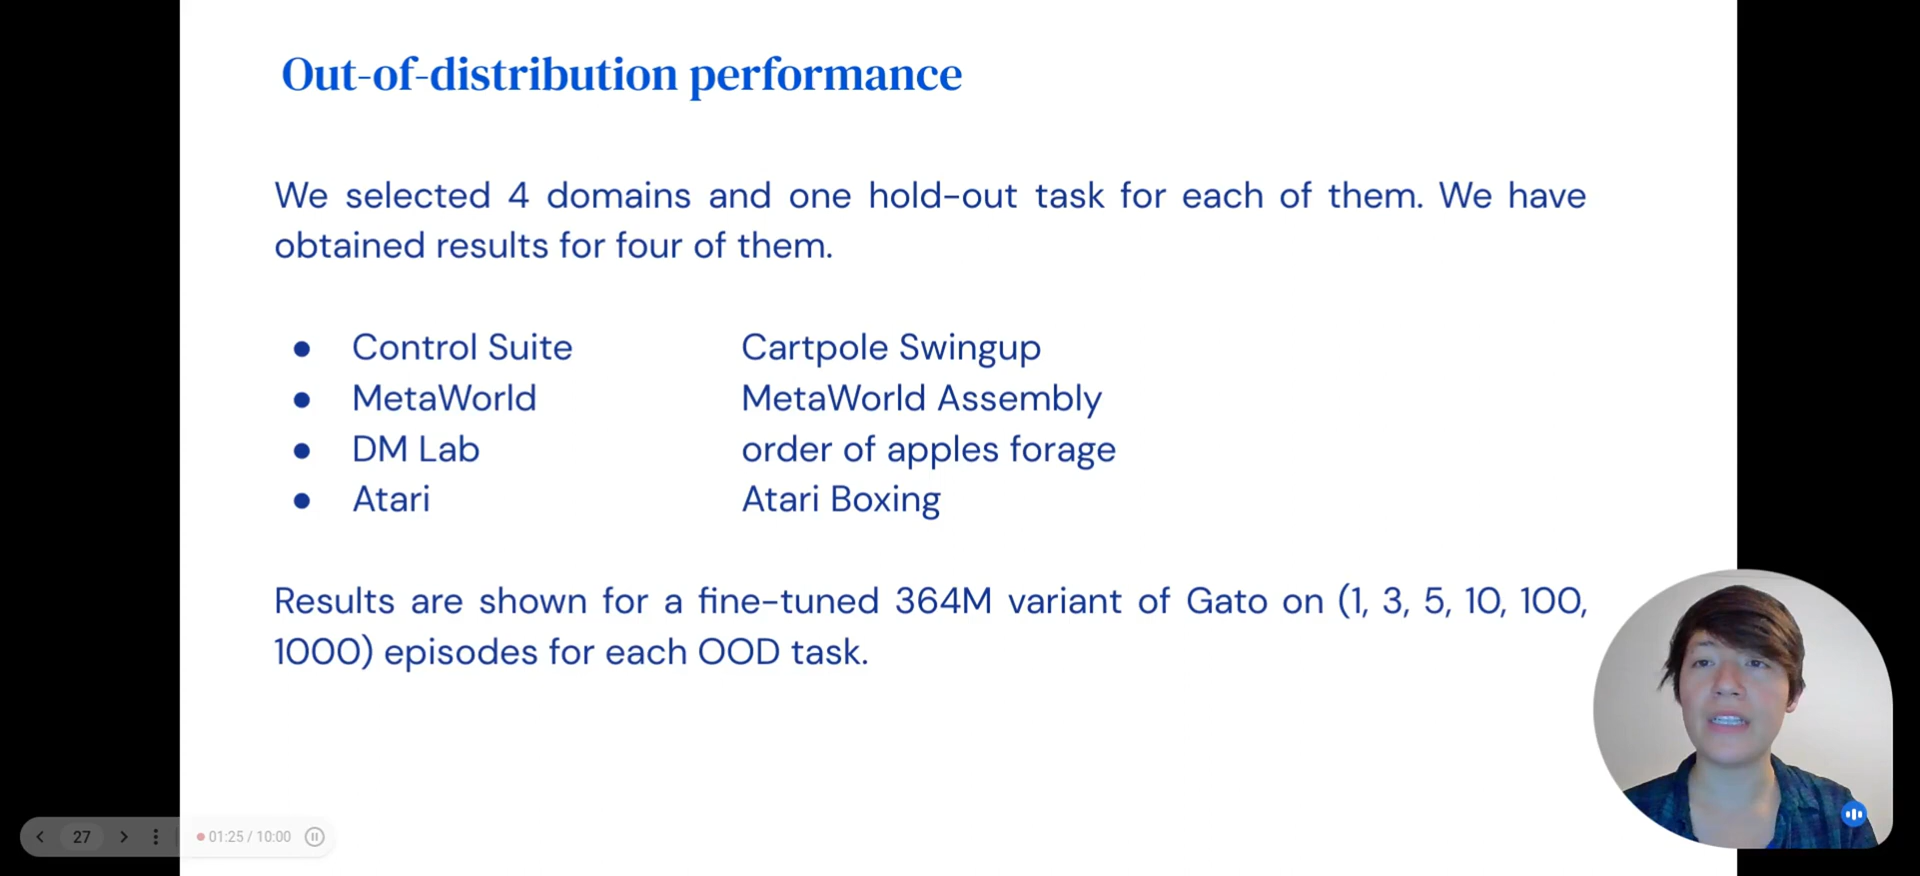 Out-of-distribution performance
We selected 4 domains and one hold-out task for each of them. We have
obtained results for four of them.
● Control Suite Cartpole Swingup
● MetaWorld MetaWorld Assembly
● DM Lab order of apples forage
● Atari Atari Boxing
Results are shown for a fine-tuned 364M variant of Gato on (1, 3, 5, 10, 100,
1000) episodes for each OOD task.
27 01:25 / 10:00